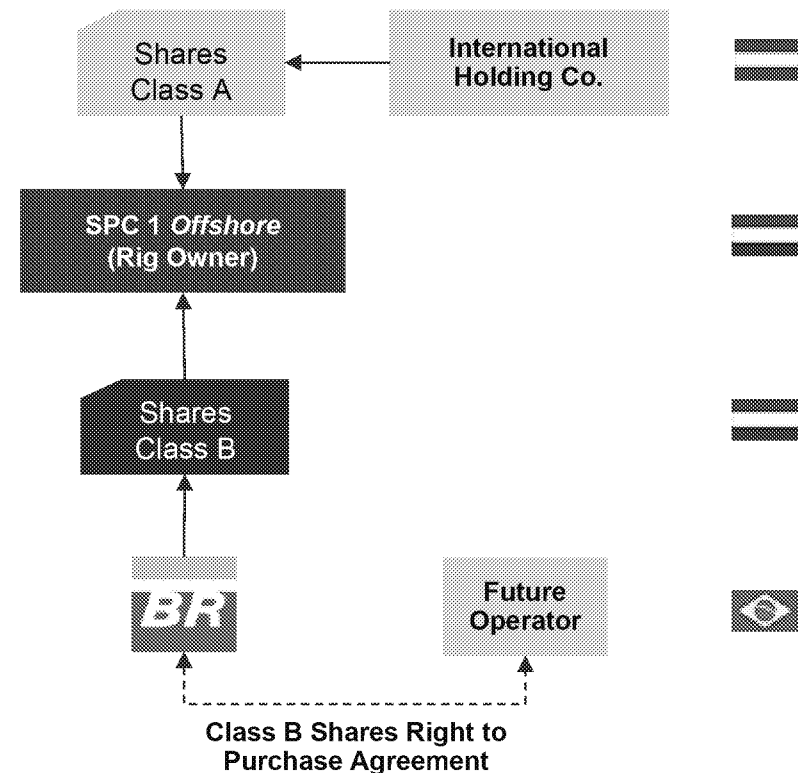 Shares
Class A
International
Holding Co.
SPC 1 Offshore
(Rig Owner)
Shares
Class B
BR
Future
Operator
Class B Shares Right to
Purchase Agreement